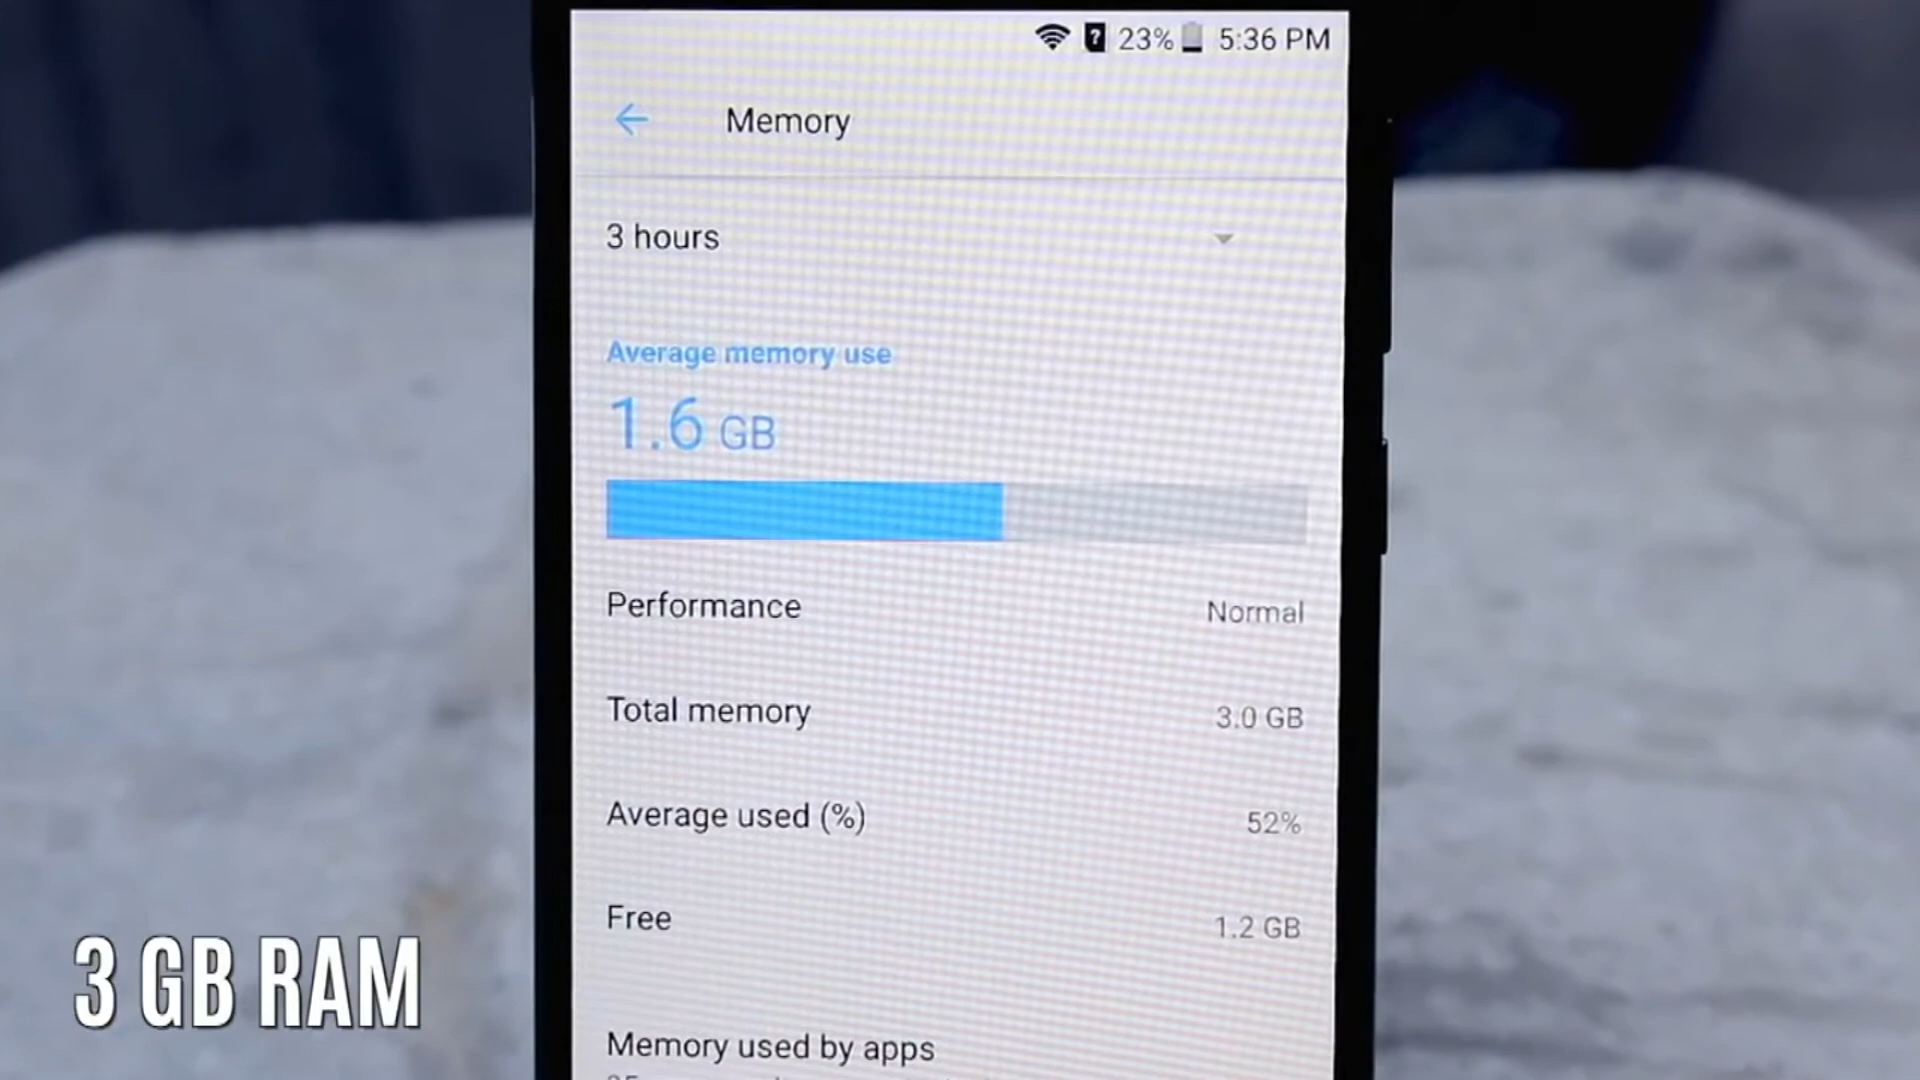 23% 5:36 PM
Memory
3 hours
Average memory use
1.6 GB
Performance Normal
Total memory 3.0 GB
Average used (%) 52%
Free 1.2 GB
Memory used by apps
3 GB RAM